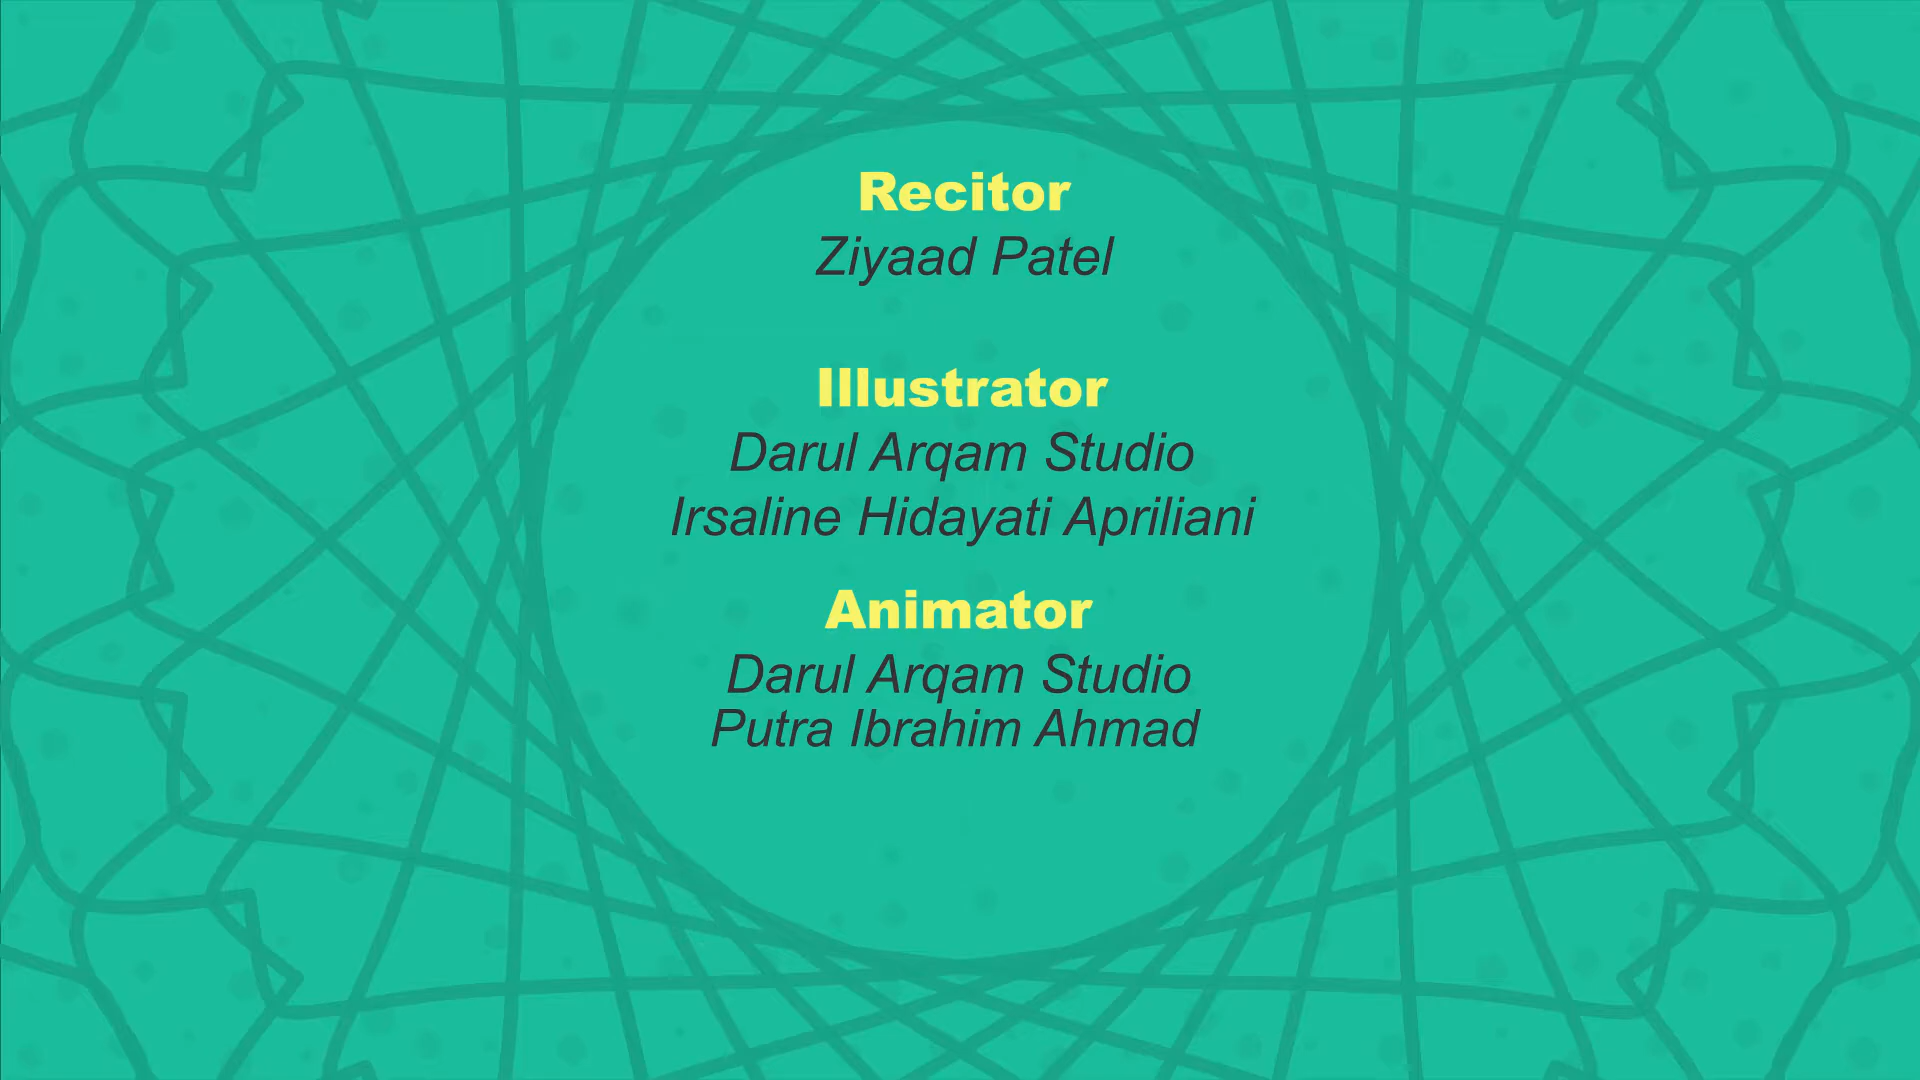 Recitor
Ziyaad Patel
Illustrator
Darul Arqam Studio
Irsaline Hidayati Apriliani
Animator
Darul Arqam Studio
Putra Ibrahim Ahmad